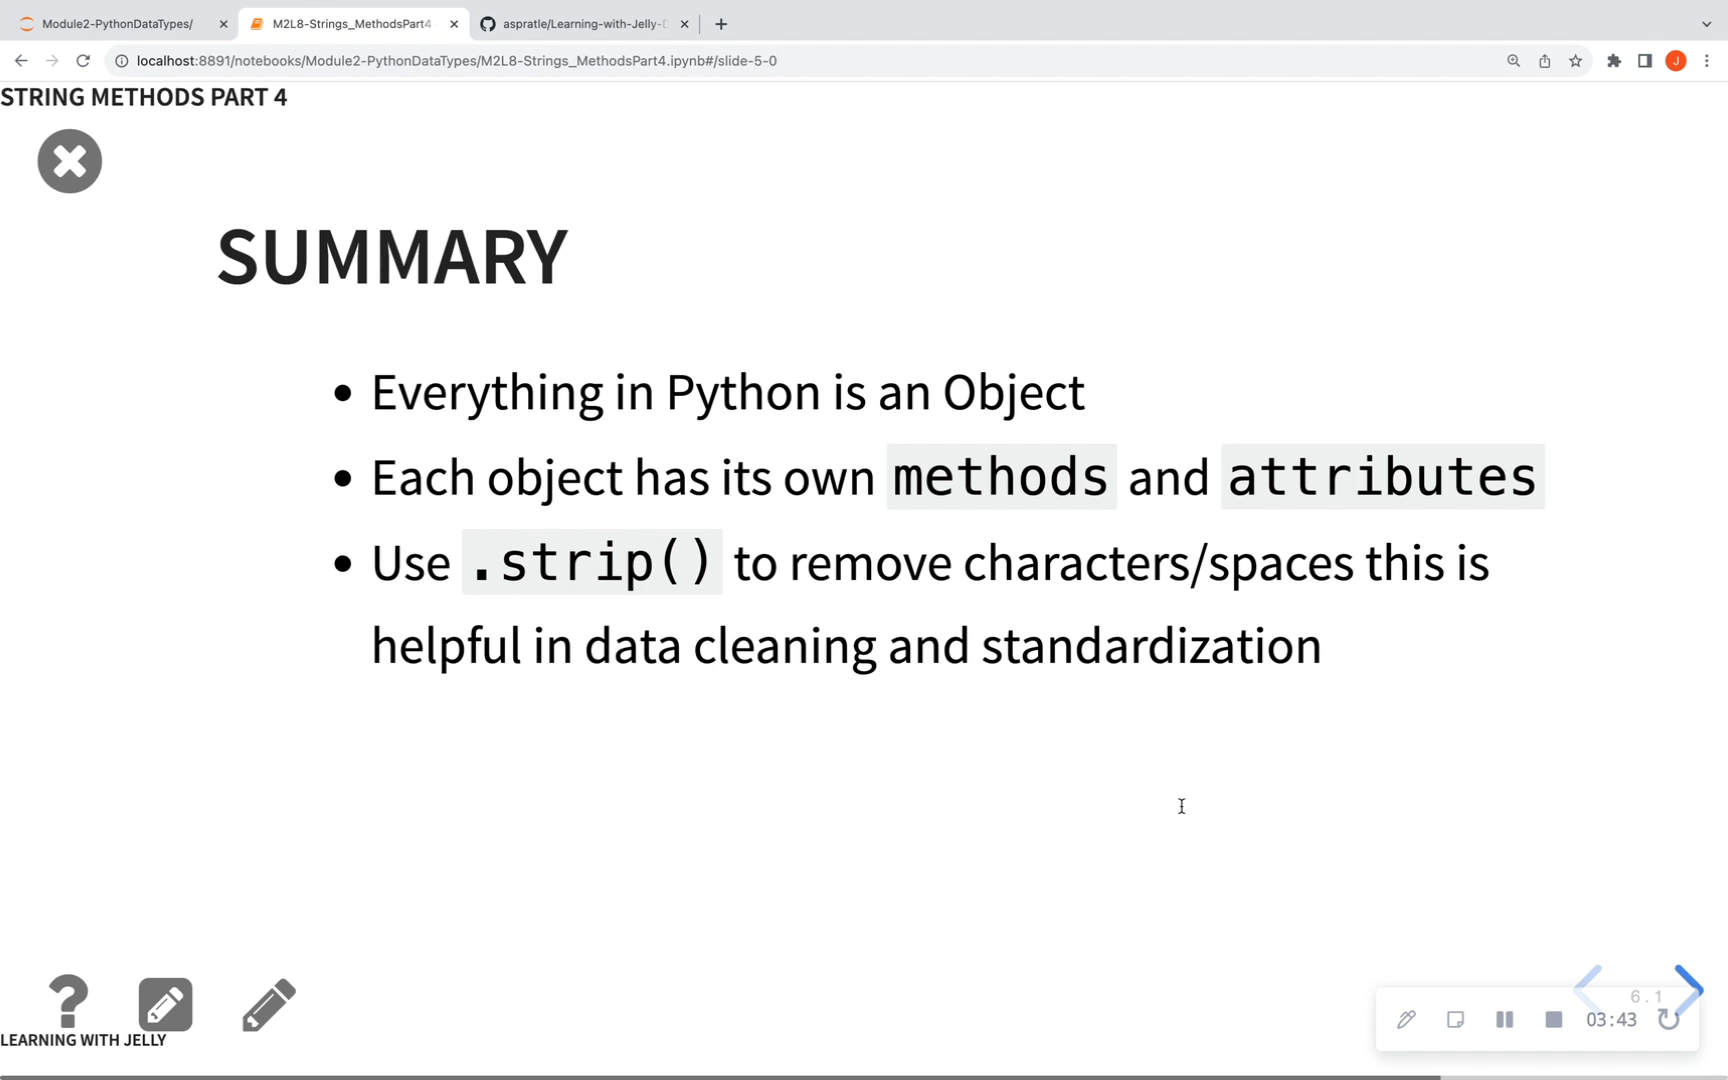 Module2-PythonDataTypes/
M2L8-Strings_MethodsPart4
aspratle/Learning-with-Jelly-D
localhost:8891/notebooks/Module2-PythonDataTypes/M2L8-Strings_MethodsPart4.ipynb#/slide-5-0
J
STRING METHODS PART 4
SUMMARY
• Everything in Python is an Object
• Each object has its own methods and attributes
• Use .strip() to remove characters/spaces this is
helpful in data cleaning and standardization
6.1
03:43
LEARNING WITH JELLY